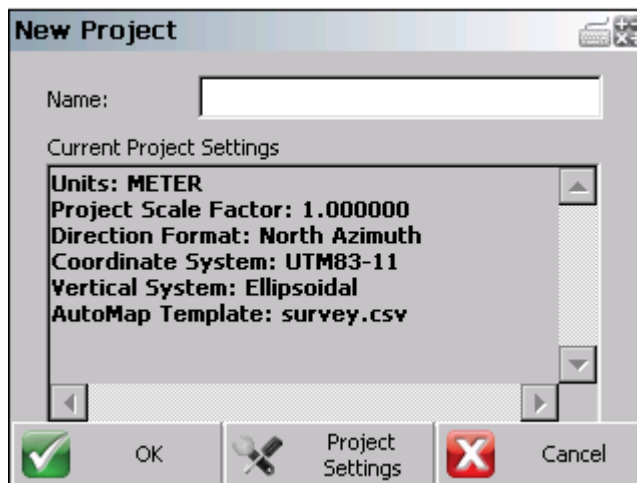 New Project
Name:
Current Project Settings
Units: METER
Project Scale Factor: 1.000000
Direction Format: North Azimuth
Coordinate System: UTM83-11
Vertical System: Ellipsoidal
AutoMap Template: survey.csv
OK
Project
Settings
Cancel